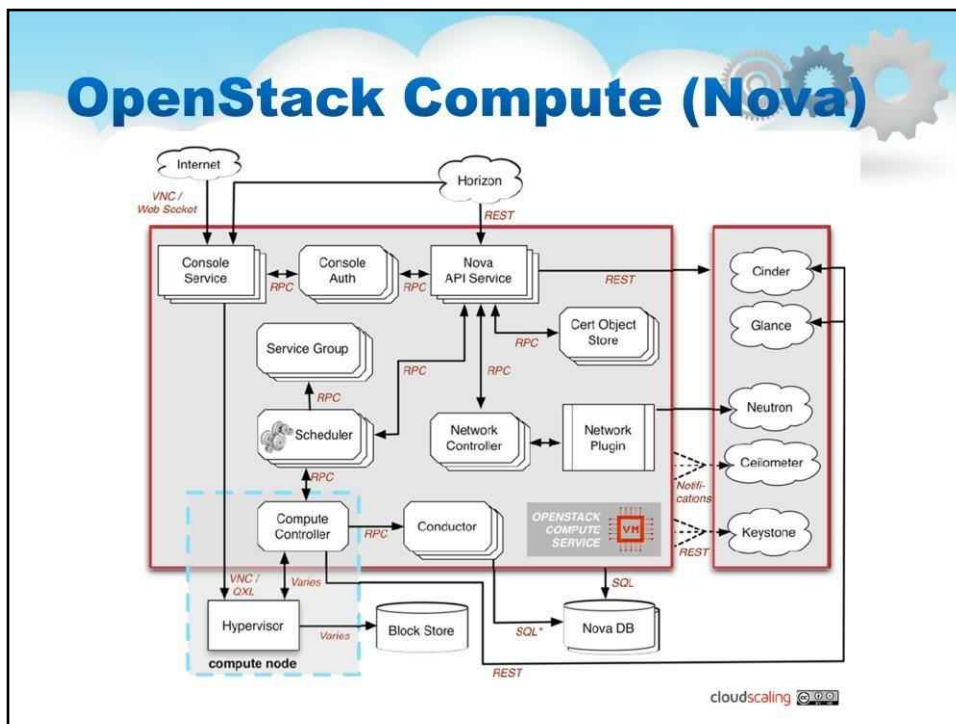 OpenStack Compute (Nova)
Internet
Horizon
VNC /
Web Socket
REST
Console
Service
RPC
Console
Auth
RPC
Nova
API Service
REST
Cinder
Glance
Cert Object
Store
RPC
Service Group
RPC
RPC
RPC
Scheduler
Network
Controller
Network
Plugin
Neutron
Ceilometer
Notifi-
cations
RPC
Compute
Controller
RPC
Conductor
OPENSTACK
COMPUTE
SERVICE
VM
REST
Keystone
VNC /
QXL
Varies
SQL
Hypervisor
Varies
Block Store
SQL*
Nova DB
compute node
REST
cloudscaling